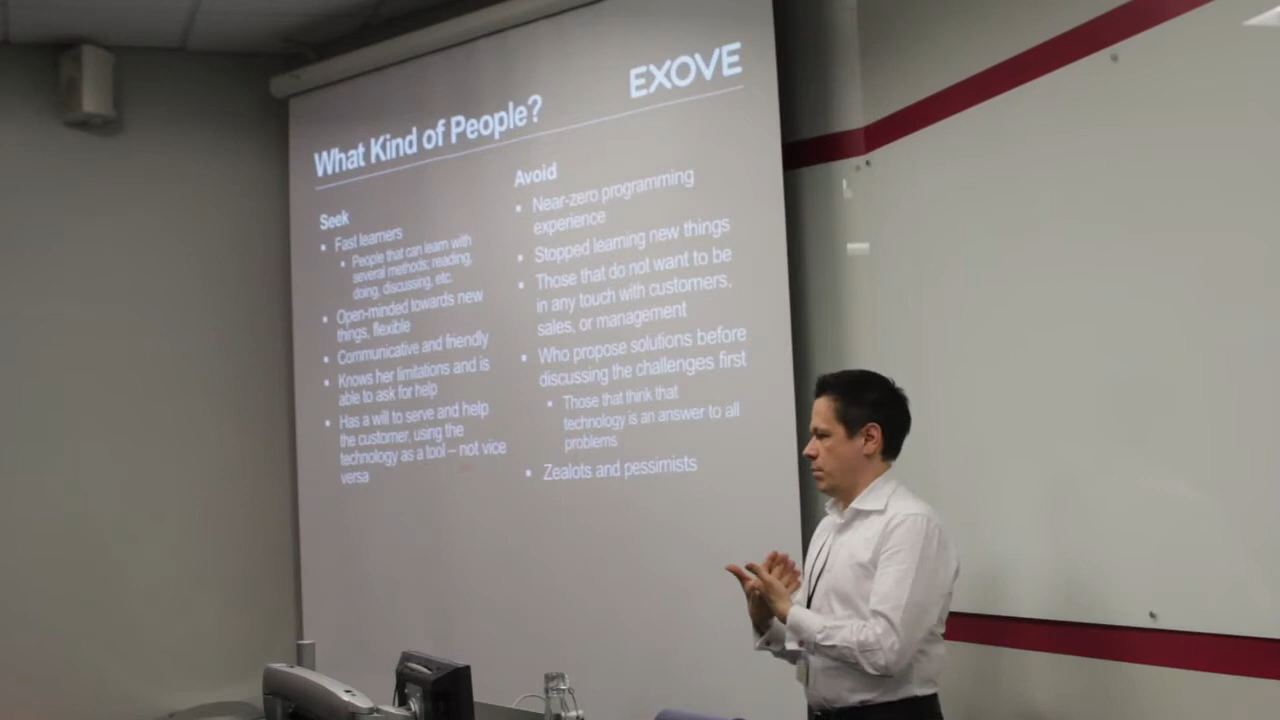 EXOVE
What Kind of People?
Seek
▪ Fast learners
▪ People that can learn with
several methods; reading,
doing, discussing, etc.
▪ Open-minded towards new
things, flexible
▪ Communicative and friendly
▪ Knows her limitations and is
able to ask for help
▪ Has a will to serve and help
the customer, using the
technology as a tool – not vice
versa
Avoid
▪ Near-zero programming
experience
▪ Stopped learning new things
▪ Those that do not want to be
in any touch with customers,
sales, or management
▪ Who propose solutions before
discussing the challenges first
▪ Those that think that
technology is an answer to all
problems
▪ Zealots and pessimists